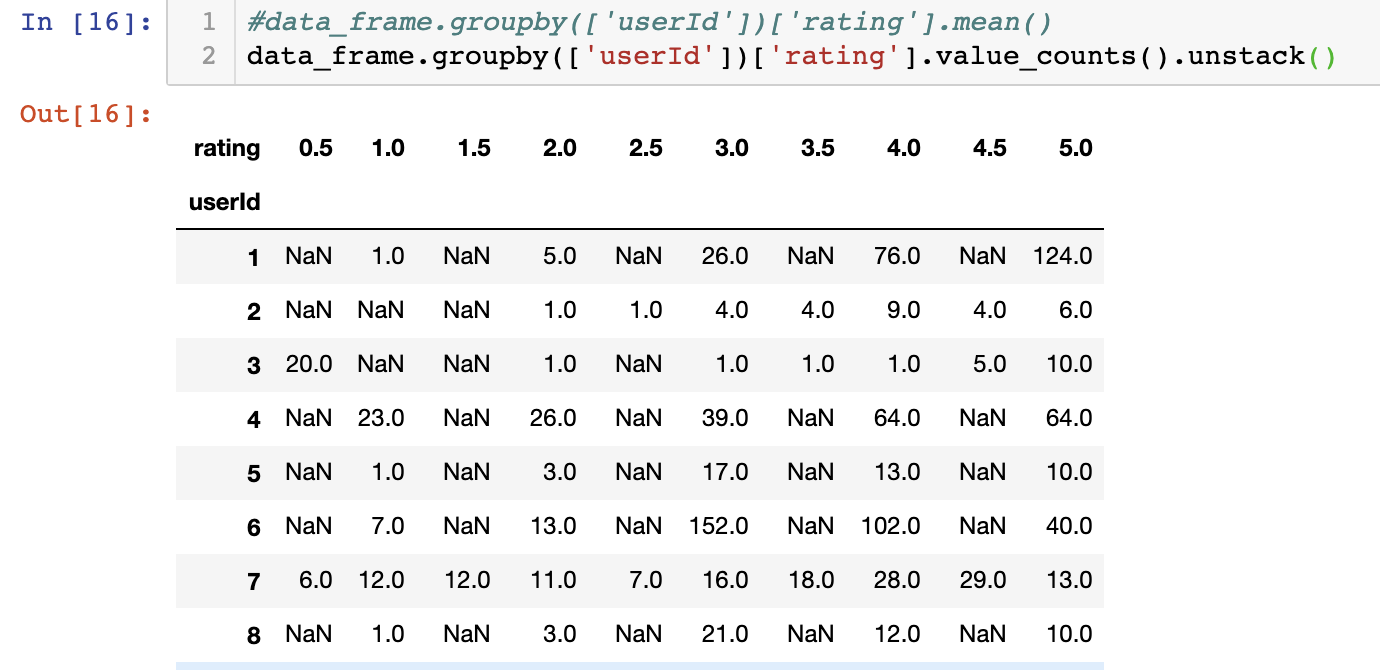 In [16]: 1 #data_frame.groupby(['userId'])['rating'].mean()
2 data_frame.groupby(['userId'])['rating'].value_counts().unstack()
Out[16]:
rating 0.5 1.0 1.5 2.0 2.5 3.0 3.5 4.0 4.5 5.0
userId
1 NaN 1.0 NaN 5.0 NaN 26.0 NaN 76.0 NaN 124.0
2 NaN NaN NaN 1.0 1.0 4.0 4.0 9.0 4.0 6.0
3 20.0 NaN NaN 1.0 NaN 1.0 1.0 1.0 5.0 10.0
4 NaN 23.0 NaN 26.0 NaN 39.0 NaN 64.0 NaN 64.0
5 NaN 1.0 NaN 3.0 NaN 17.0 NaN 13.0 NaN 10.0
6 NaN 7.0 NaN 13.0 NaN 152.0 NaN 102.0 NaN 40.0
7 6.0 12.0 12.0 11.0 7.0 16.0 18.0 28.0 29.0 13.0
8 NaN 1.0 NaN 3.0 NaN 21.0 NaN 12.0 NaN 10.0